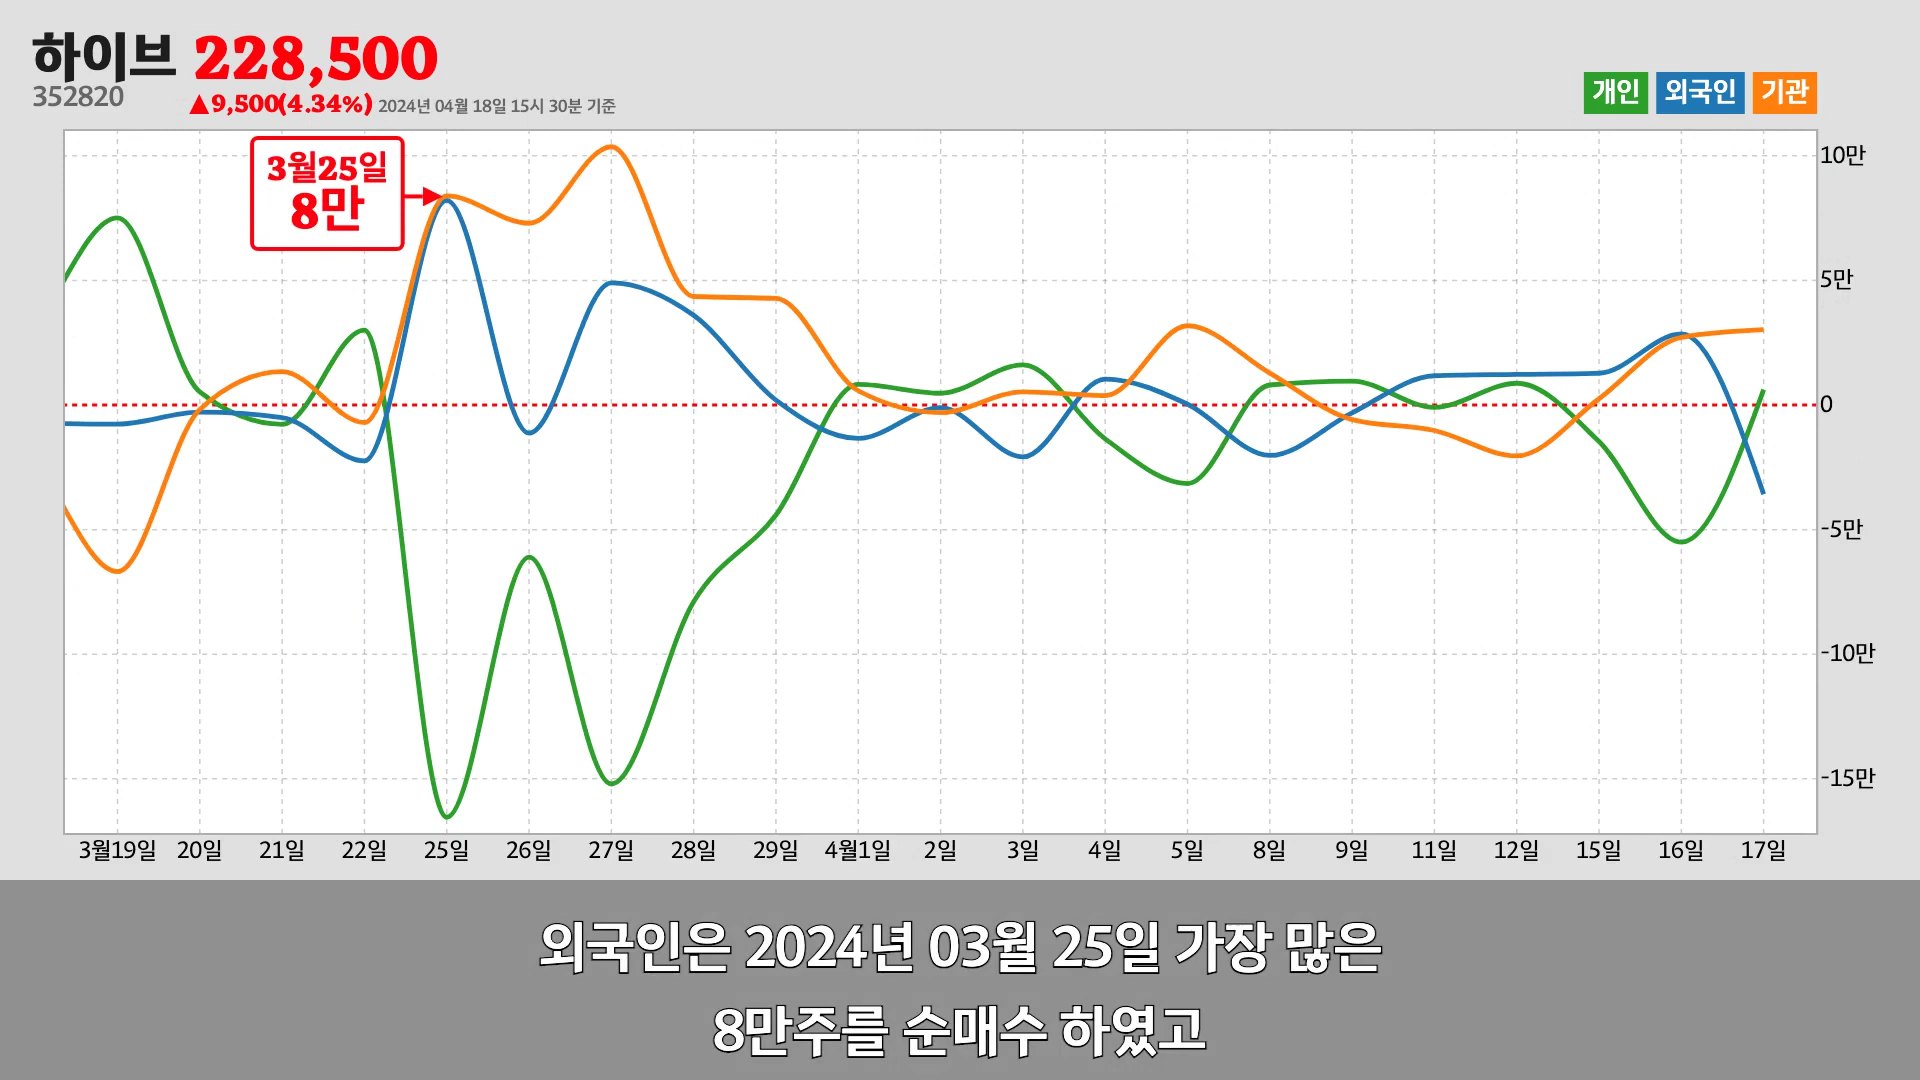 하이브 228,500
352820
▲9,500(4.34%) 2024년 04월 18일 15시 30분 기준
개인 외국인 기관
3월25일
8만
10만
5만
0
-5만
-10만
-15만
3월19일 20일 21일 22일 25일 26일 27일 28일 29일 4월1일 2일 3일 4일 5일 8일 9일 11일 12일 15일 16일 17일
외국인은 2024년 03월 25일 가장 많은
8만주를 순매수 하였고